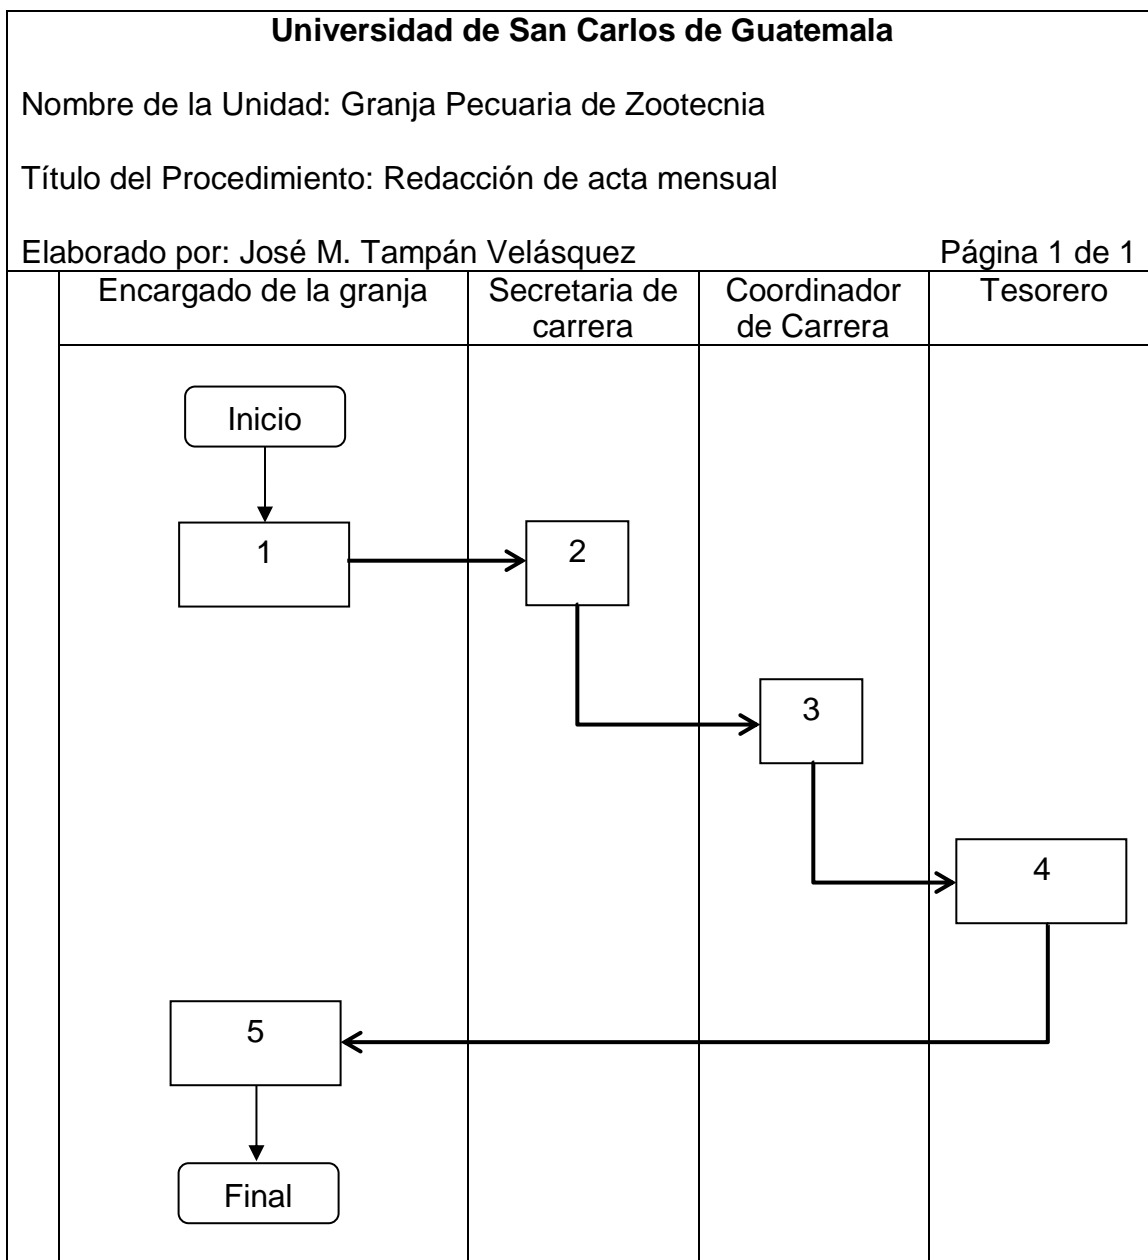 Universidad de San Carlos de Guatemala
Nombre de la Unidad: Granja Pecuaria de Zootecnia
Título del Procedimiento: Redacción de acta mensual
Elaborado por: José M. Tampán Velásquez Página 1 de 1
Encargado de la granja
Secretaria de
carrera
Coordinador
de Carrera
Tesorero
Inicio
1
2
3
4
5
Final